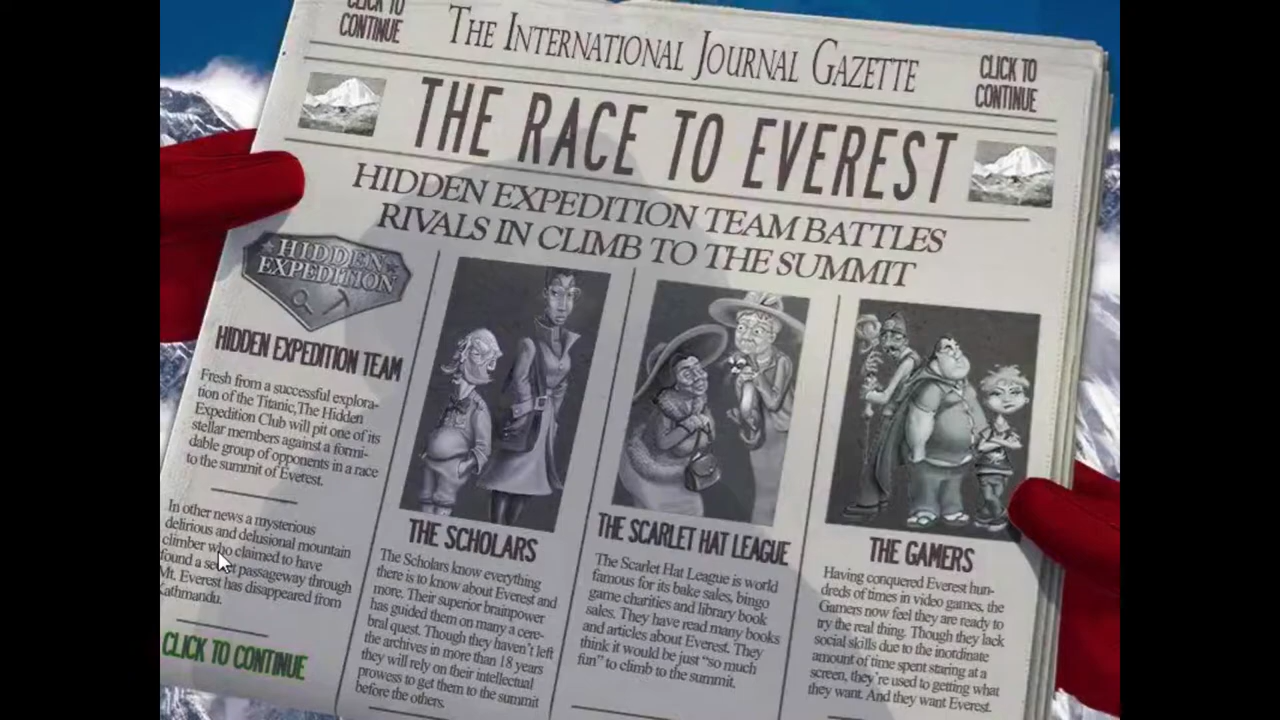 CLICK TO
CONTINUE
THE INTERNATIONAL JOURNAL GAZETTE
CLICK TO
CONTINUE
THE RACE TO EVEREST
HIDDEN EXPEDITION TEAM BATTLES
RIVALS IN CLIMB TO THE SUMMIT
HIDDEN
EXPEDITION
HIDDEN EXPEDITION TEAM
Fresh from a successful explora-
tion of the Titanic,The Hidden
Expedition Club will pit one of its
stellar members against a formi-
dable group of opponents in a race
to the summit of Everest.
In other news a mysterious
delirious and delusional mountain
climber who claimed to have
found a secret passageway through
Mt. Everest has disappeared from
Kathmandu.
CLICK TO CONTINUE
THE SCHOLARS
The Scholars know everything
there is to know about Everest and
more. Their superior brainpower
has guided them on many a cere-
bral quest. Though they haven't left
the archives in more than 18 years
they will rely on their intellectual
prowess to get them to the summit
before the others.
THE SCARLET HAT LEAGUE
The Scarlet Hat League is world
famous for its bake sales, bingo
game charities and library book
sales. They have read many books
and articles about Everest. They
think it would be just "so much
fun" to climb to the summit.
THE GAMERS
Having conquered Everest hun-
dreds of times in video games, the
Gamers now feel they are ready to
try the real thing. Though they lack
social skills due to the inordinate
amount of time spent staring at a
screen, they're used to getting what
they want. And they want Everest.